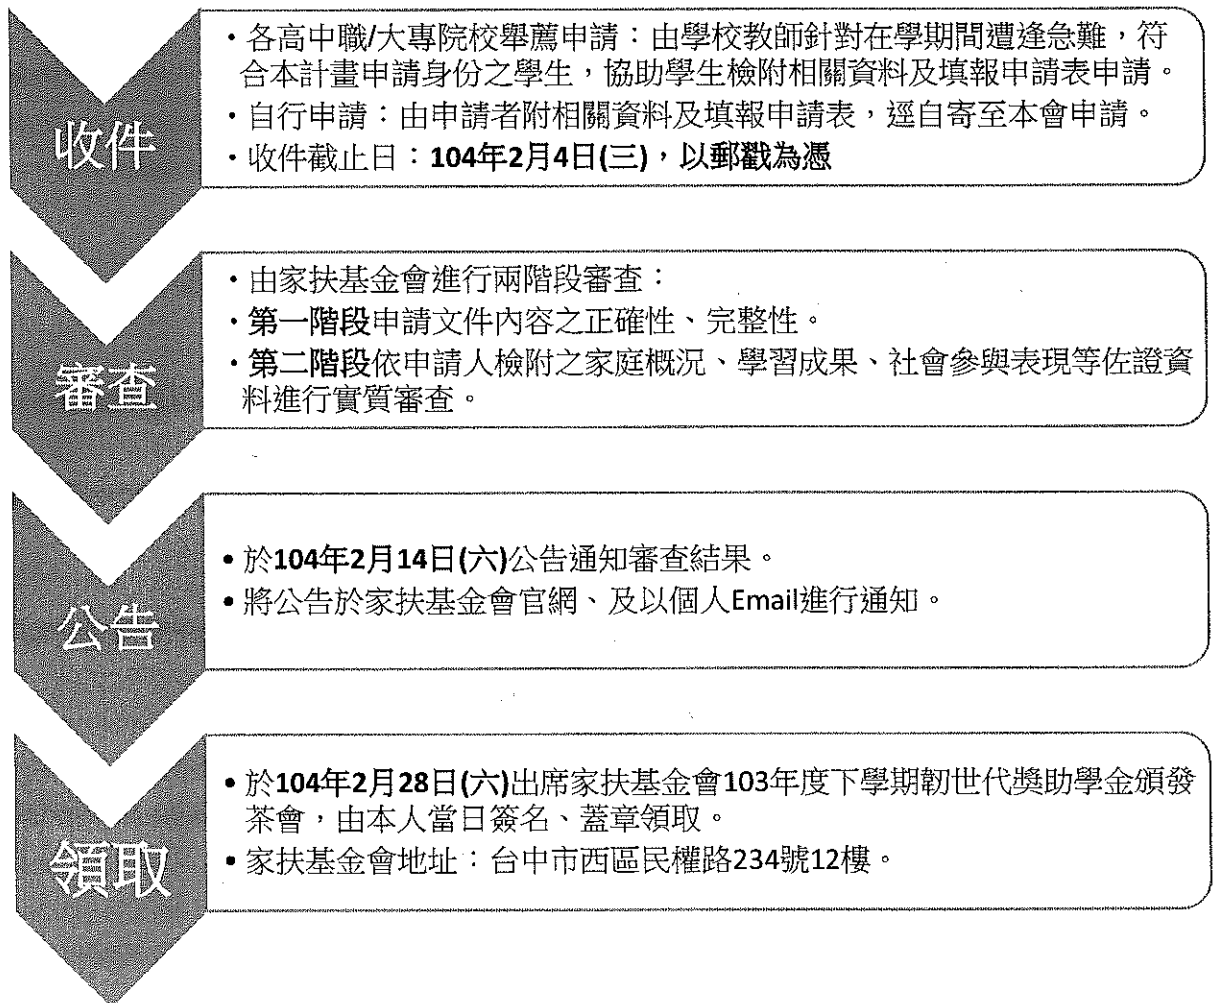 收件
・各高中職/大專院校舉薦申請：由學校教師針對在學期間遭逢急難，符
合本計畫申請身份之學生，協助學生檢附相關資料及填報申請表申請。
・自行申請：由申請者附相關資料及填報申請表，逕自寄至本會申請。
・收件截止日：104年2月4日(三)，以郵戳為憑
審查
・由家扶基金會進行兩階段審查：
・第一階段申請文件內容之正確性、完整性。
・第二階段依申請人檢附之家庭概況、學習成果、社會參與表現等佐證資
料進行實質審查。
公告
•於104年2月14日(六)公告通知審查結果。
•將公告於家扶基金會官網、及以個人Email進行通知。
領取
•於104年2月28日(六)出席家扶基金會103年度下學期韌世代獎助學金頒發
茶會，由本人當日簽名、蓋章領取。
•家扶基金會地址：台中市西區民權路234號12樓。